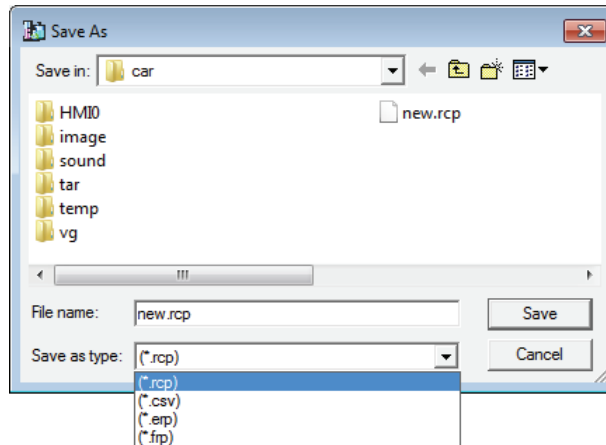 Save As
Save in: car
HMI0 new.rcp
image
sound
tar
temp
vg
File name: new.rcp Save
Save as type: (*.rcp) Cancel
(*.rcp)
(*.csv)
(*.erp)
(*.frp)